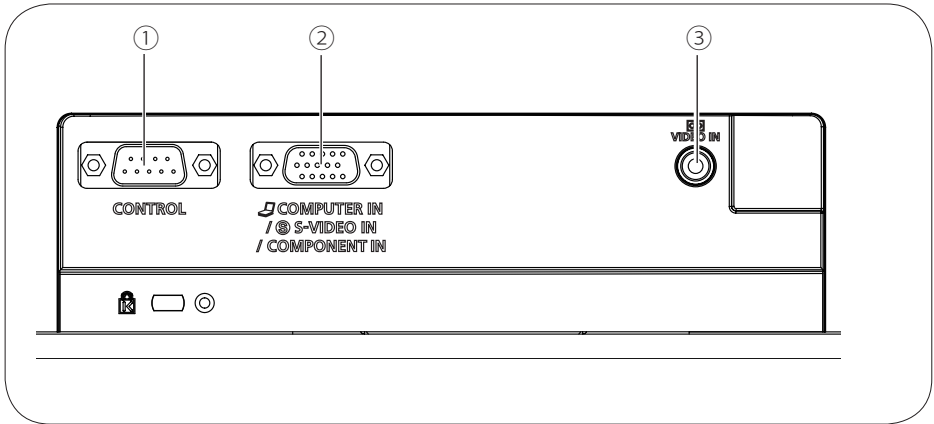 ① ② ③
VIDEO IN
CONTROL
COMPUTER IN
/ Ⓢ S-VIDEO IN
/ COMPONENT IN
K